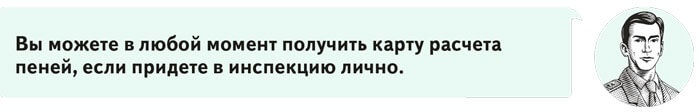 Вы можете в любой момент получить карту расчета
пеней, если придете в инспекцию лично.